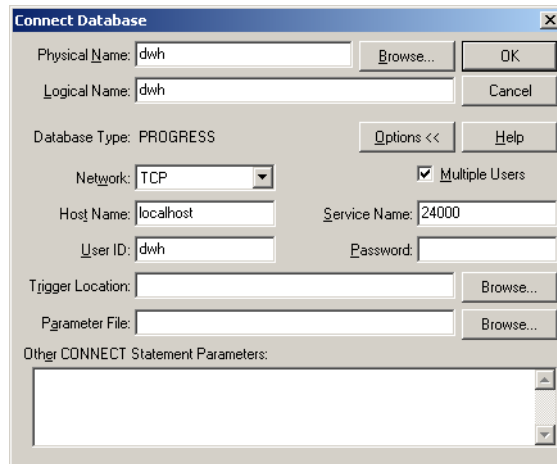 Connect Database
Physical Name: dwh Browse... OK
Logical Name: dwh Cancel
Database Type: PROGRESS Options << Help
Network: TCP Multiple Users
Host Name: localhost Service Name: 24000
User ID: dwh Password:
Trigger Location: Browse...
Parameter File: Browse...
Other CONNECT Statement Parameters: